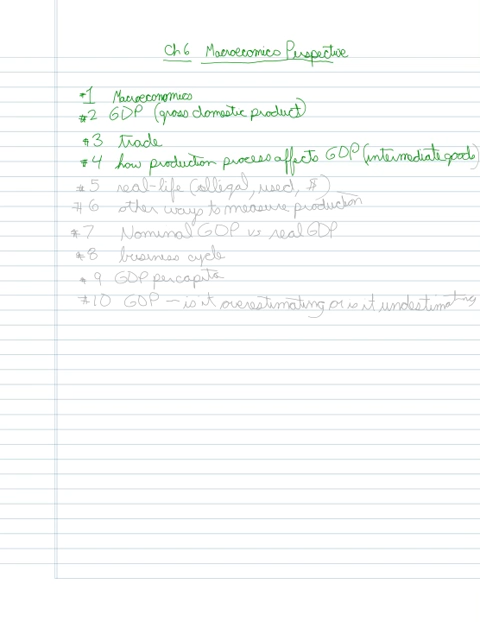 Ch 6 Macroeconomics Perspective
#1 Macroeconomics
#2 GDP (gross domestic product)
#3 trade
#4 how production process affects GDP (intermediate goods)
#5 real-life (illegal, used, $)
#6 other ways to measure production
#7 Nominal GDP vs real GDP
#8 business cycle
#9 GDP per capita
#10 GDP — is it overestimating or is it undestimating